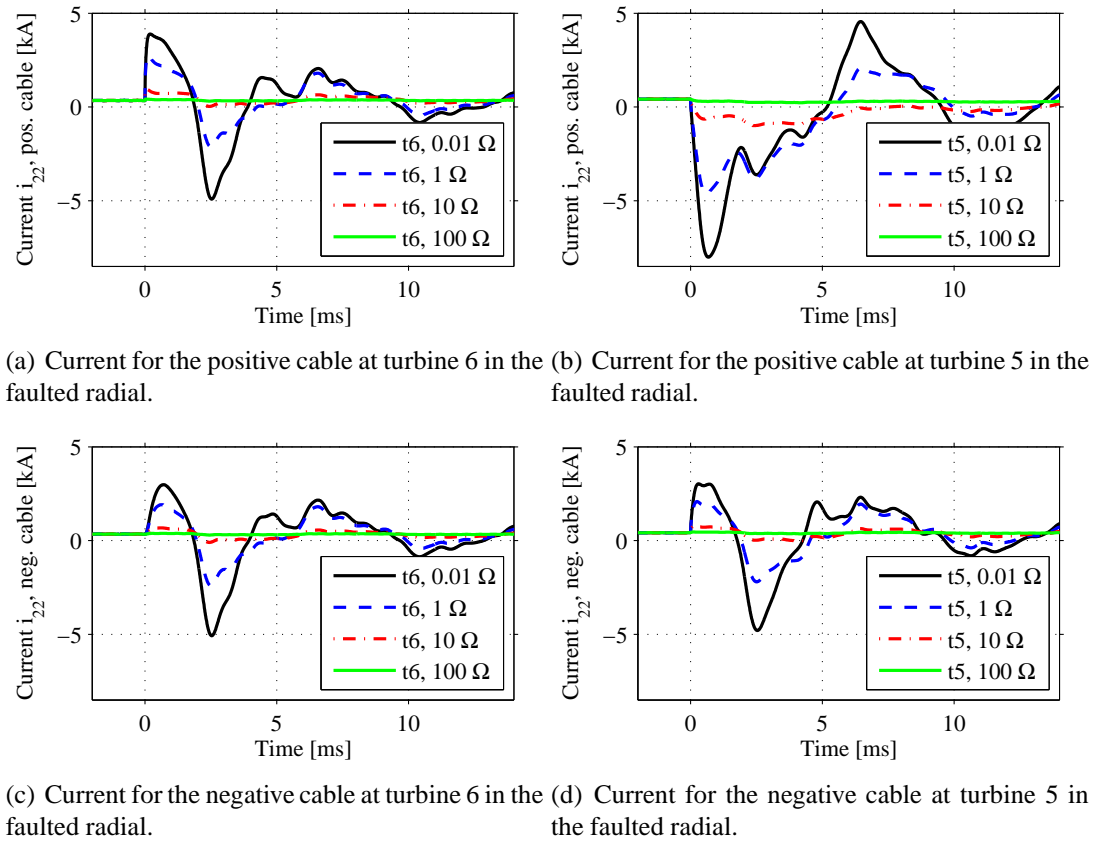 5
0
−5
0
5
10
Time [ms]
Current i22, pos. cable [kA]
t6, 0.01 Ω
t6, 1 Ω
t6, 10 Ω
t6, 100 Ω
5
0
−5
0
5
10
Time [ms]
Current i22, pos. cable [kA]
t5, 0.01 Ω
t5, 1 Ω
t5, 10 Ω
t5, 100 Ω
(a) Current for the positive cable at turbine 6 in the
faulted radial.
(b) Current for the positive cable at turbine 5 in the
faulted radial.
5
0
−5
0
5
10
Time [ms]
Current i22, neg. cable [kA]
t6, 0.01 Ω
t6, 1 Ω
t6, 10 Ω
t6, 100 Ω
5
0
−5
0
5
10
Time [ms]
Current i22, neg. cable [kA]
t5, 0.01 Ω
t5, 1 Ω
t5, 10 Ω
t5, 100 Ω
(c) Current for the negative cable at turbine 6 in the
faulted radial.
(d) Current for the negative cable at turbine 5 in
the faulted radial.